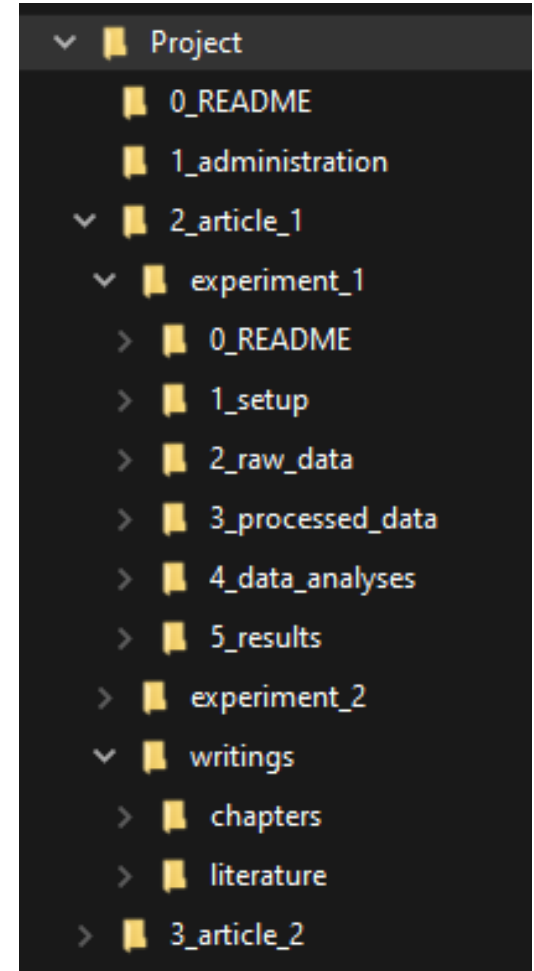 Project
0_README
1_administration
2_article_1
experiment_1
0_README
1_setup
2_raw_data
3_processed_data
4_data_analyses
5_results
experiment_2
writings
chapters
literature
3_article_2